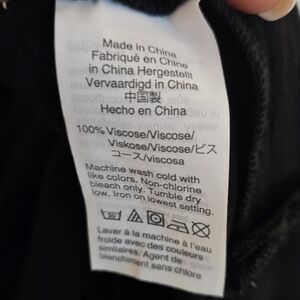 Made in China
Fabriqué en Chine
in China Hergestellt
Vervaardigd in China
中国製
Hecho en China
100% Viscose/Viscose/
Viskose/Viscose/ビス
コース/viscosa
Machine wash cold with
like colors. Non-chlorine
bleach only. Tumble dry
low. Iron on lowest setting.
Laver à la machine à l'eau
froide avec des couleurs
similaires. Agent de
blanchiment sans chlore